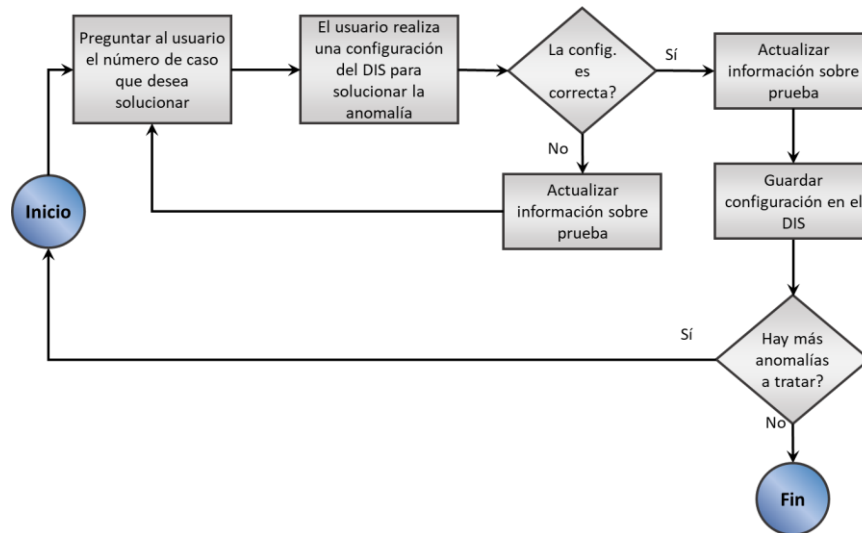 Preguntar al usuario
el número de caso
que desea
solucionar
El usuario realiza
una configuración
del DIS para
solucionar la
anomalía
La config.
es
correcta?
Sí
Actualizar
información sobre
prueba
No
Actualizar
información sobre
prueba
Guardar
configuración en el
DIS
Inicio
Sí
Hay más
anomalías
a tratar?
No
Fin